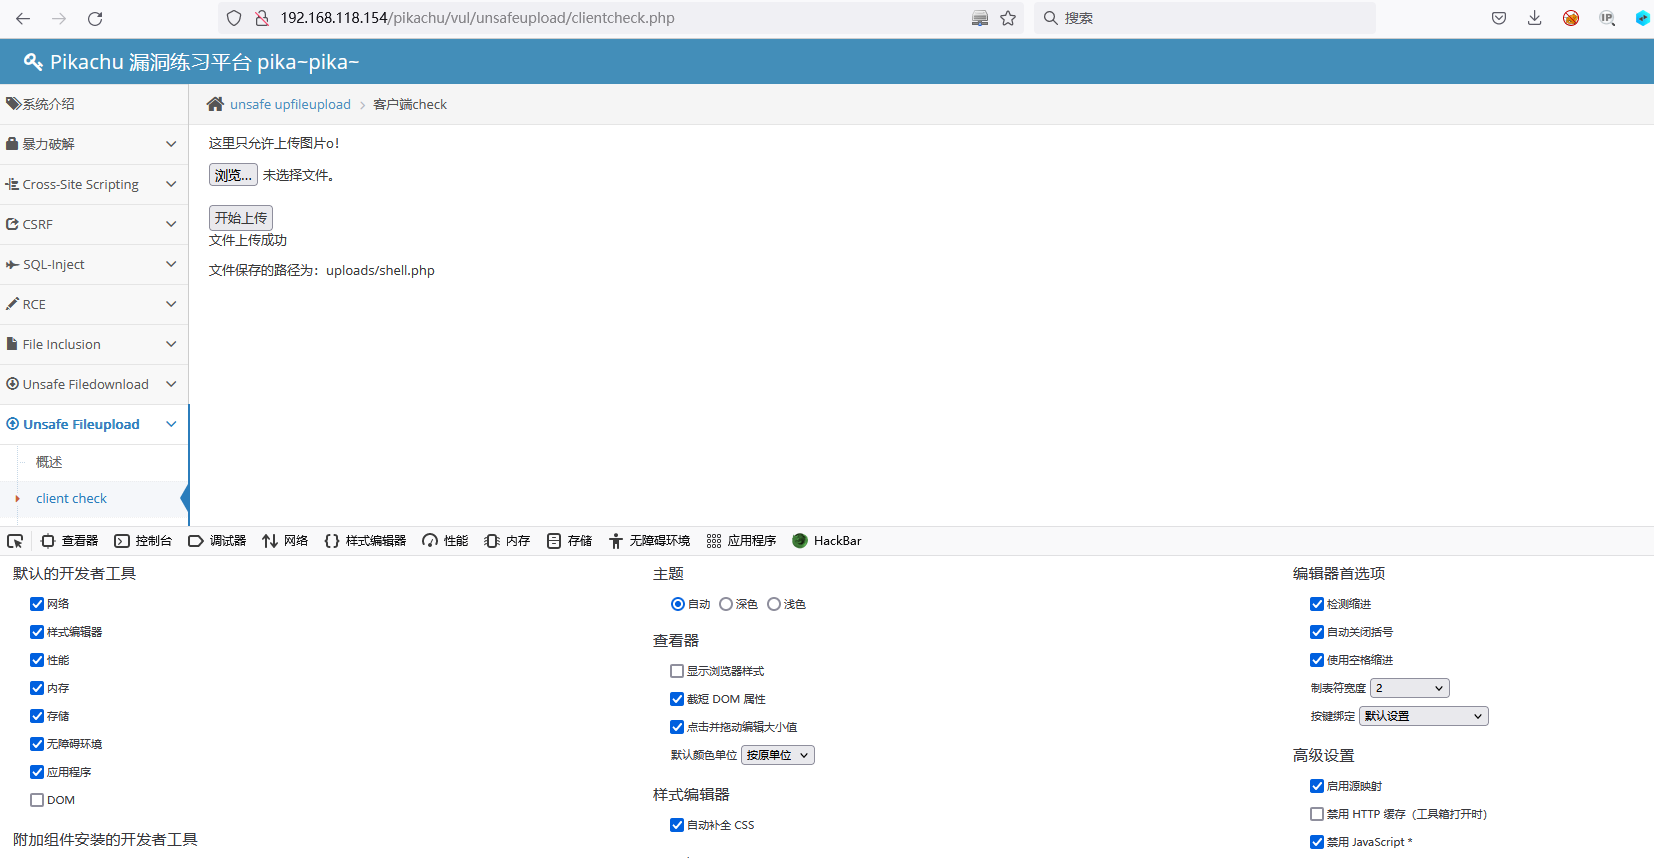 192.168.118.154/pikachu/vul/unsafeupload/clientcheck.php
搜索
IP
Pikachu 漏洞练习平台 pika~pika~
系统介绍
暴力破解
Cross-Site Scripting
CSRF
SQL-Inject
RCE
File Inclusion
Unsafe Filedownload
Unsafe Fileupload
概述
client check
unsafe upfileupload > 客户端check
这里只允许上传图片o!
浏览... 未选择文件。
开始上传
文件上传成功
文件保存的路径为：uploads/shell.php
查看器 控制台 调试器 网络 样式编辑器 性能 内存 存储 无障碍环境 应用程序 HackBar
默认的开发者工具
网络
样式编辑器
性能
内存
存储
无障碍环境
应用程序
DOM
附加组件安装的开发者工具
主题
自动 深色 浅色
查看器
显示浏览器样式
截短 DOM 属性
点击并拖动编辑大小值
默认颜色单位 按原单位
样式编辑器
自动补全 CSS
编辑器首选项
检测缩进
自动关闭括号
使用空格缩进
制表符宽度 2
按键绑定 默认设置
高级设置
启用源映射
禁用 HTTP 缓存（工具箱打开时）
禁用 JavaScript *